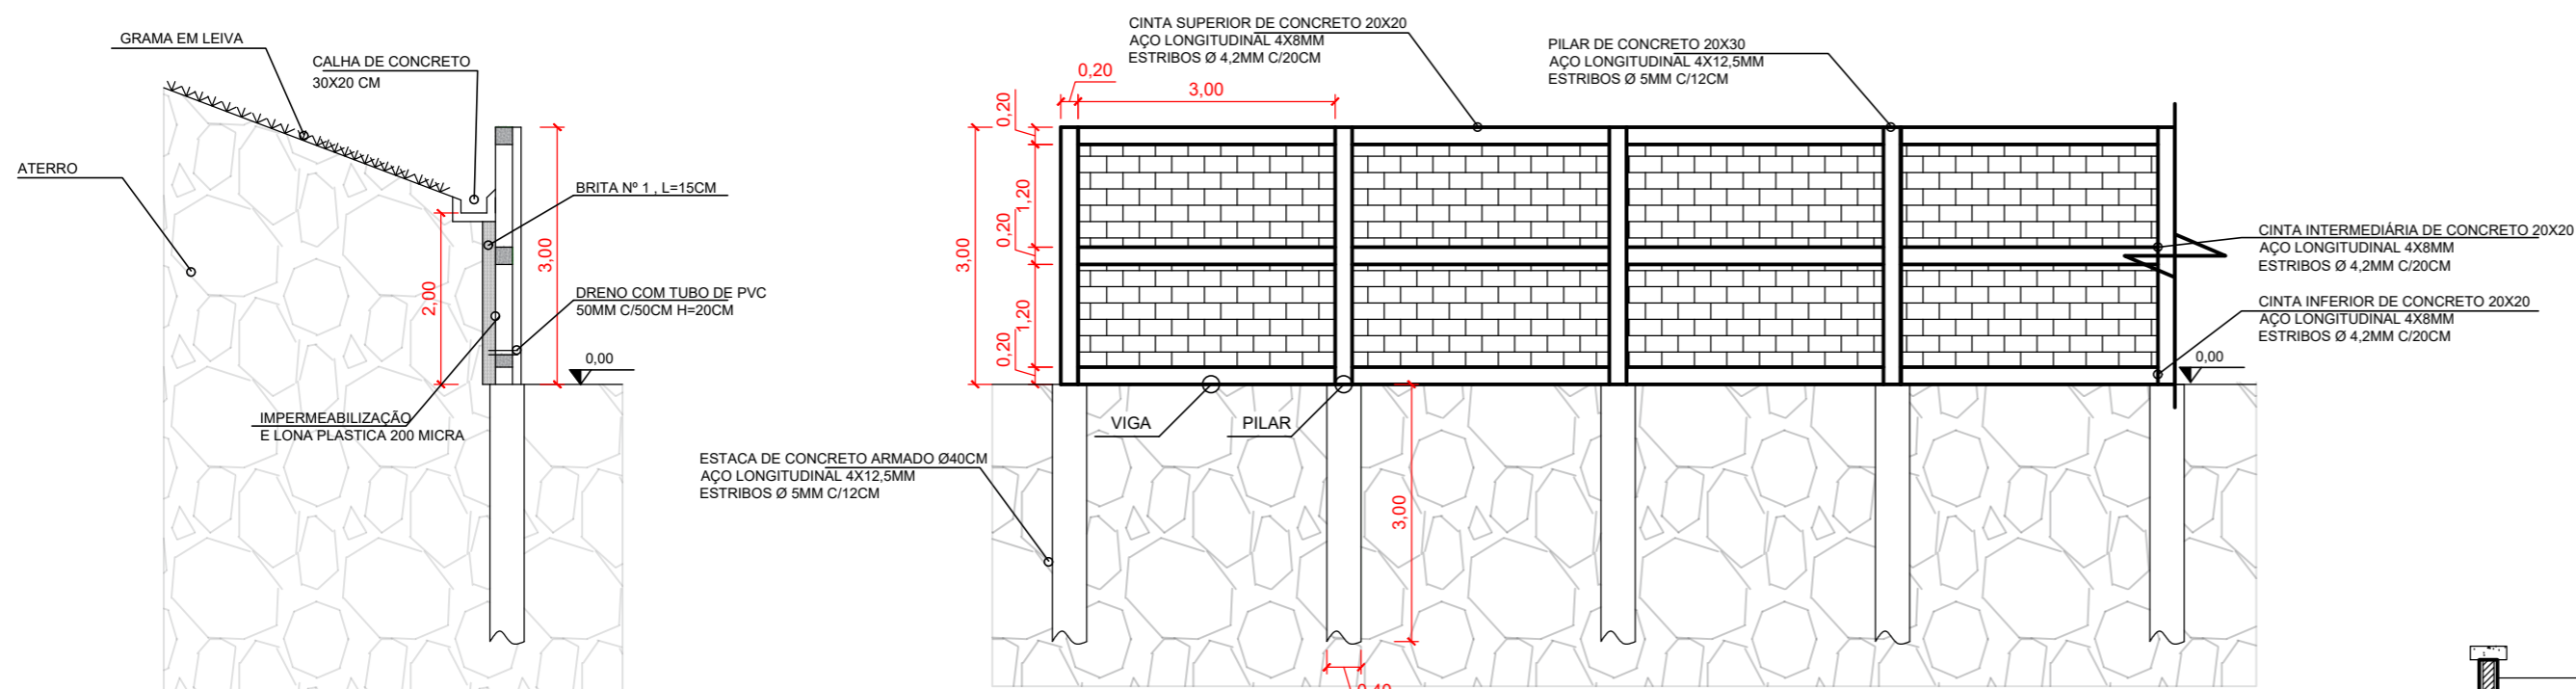 GRAMA EM LEIVA
CALHA DE CONCRETO
30X20 CM
ATERRO
BRITA Nº 1 , L=15CM
3,00
2,00
DRENO COM TUBO DE PVC
50MM C/50CM H=20CM
0,00
IMPERMEABILIZAÇÃO
E LONA PLASTICA 200 MICRA
CINTA SUPERIOR DE CONCRETO 20X20
AÇO LONGITUDINAL 4X8MM
ESTRIBOS Ø 4,2MM C/20CM
PILAR DE CONCRETO 20X30
AÇO LONGITUDINAL 4X12,5MM
ESTRIBOS Ø 5MM C/12CM
0,20
3,00
0,20
1,20
0,20
1,20
0,20
3,00
CINTA INTERMEDIÁRIA DE CONCRETO 20X20
AÇO LONGITUDINAL 4X8MM
ESTRIBOS Ø 4,2MM C/20CM
CINTA INFERIOR DE CONCRETO 20X20
AÇO LONGITUDINAL 4X8MM
ESTRIBOS Ø 4,2MM C/20CM
0,00
VIGA
PILAR
ESTACA DE CONCRETO ARMADO Ø40CM
AÇO LONGITUDINAL 4X12,5MM
ESTRIBOS Ø 5MM C/12CM
3,00
0,40